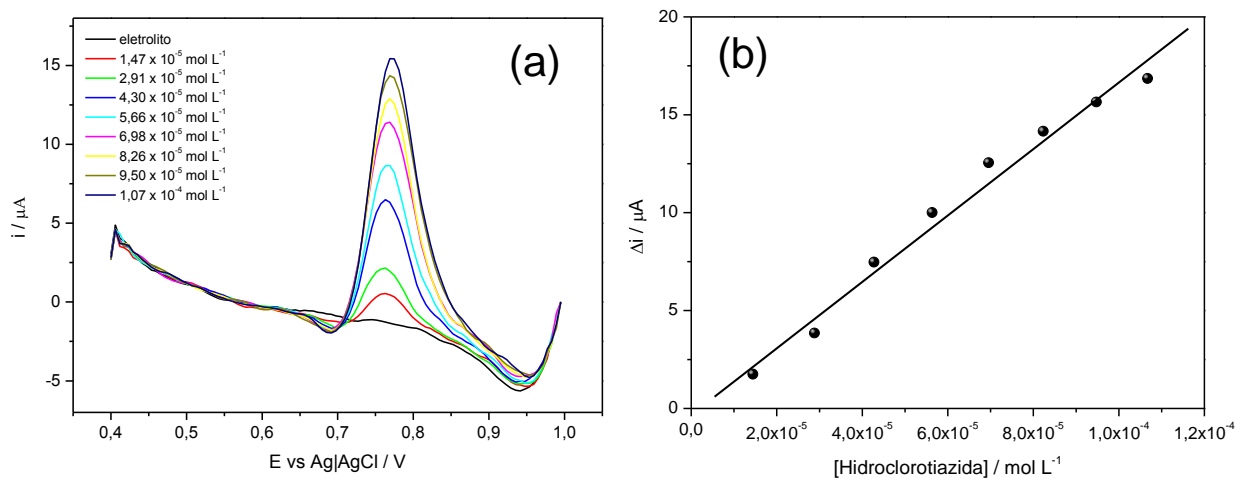 (a)
eletrolito
1,47 x 10⁻⁵ mol L⁻¹
2,91 x 10⁻⁵ mol L⁻¹
4,30 x 10⁻⁵ mol L⁻¹
5,66 x 10⁻⁵ mol L⁻¹
6,98 x 10⁻⁵ mol L⁻¹
8,26 x 10⁻⁵ mol L⁻¹
9,50 x 10⁻⁵ mol L⁻¹
1,07 x 10⁻⁴ mol L⁻¹
15
10
5
0
-5
i / μA
0,4 0,5 0,6 0,7 0,8 0,9 1,0
E vs Ag|AgCl / V
(b)
20
15
10
5
0
Δi / μA
0,0 2,0x10⁻⁵ 4,0x10⁻⁵ 6,0x10⁻⁵ 8,0x10⁻⁵ 1,0x10⁻⁴ 1,2x10⁻⁴
[Hidroclorotiazida] / mol L⁻¹